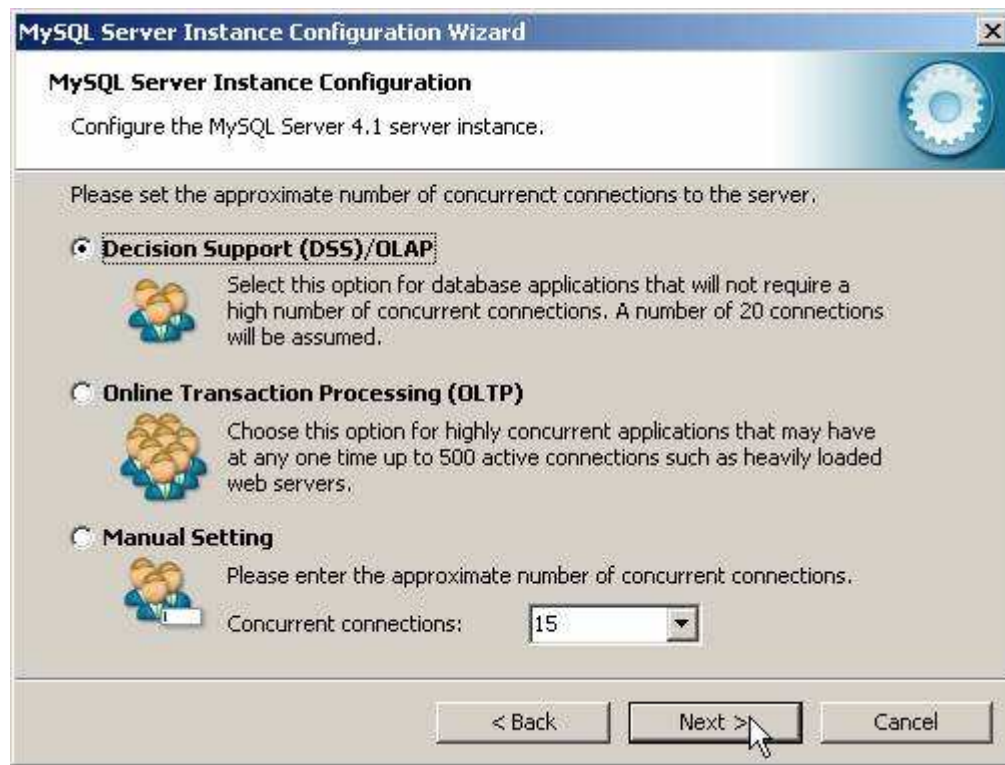 MySQL Server Instance Configuration Wizard
MySQL Server Instance Configuration
Configure the MySQL Server 4.1 server instance.
Please set the approximate number of concurrenct connections to the server.
Decision Support (DSS)/OLAP
Select this option for database applications that will not require a
high number of concurrent connections. A number of 20 connections
will be assumed.
Online Transaction Processing (OLTP)
Choose this option for highly concurrent applications that may have
at any one time up to 500 active connections such as heavily loaded
web servers.
Manual Setting
Please enter the approximate number of concurrent connections.
Concurrent connections: 15
< Back Next > Cancel